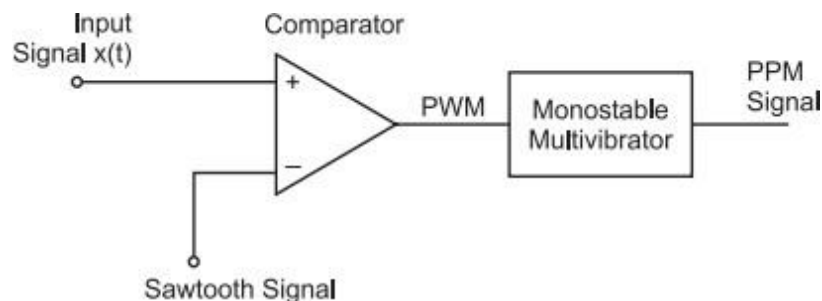 Input
Signal x(t)
Comparator
+
−
PWM
Monostable
Multivibrator
PPM
Signal
Sawtooth Signal